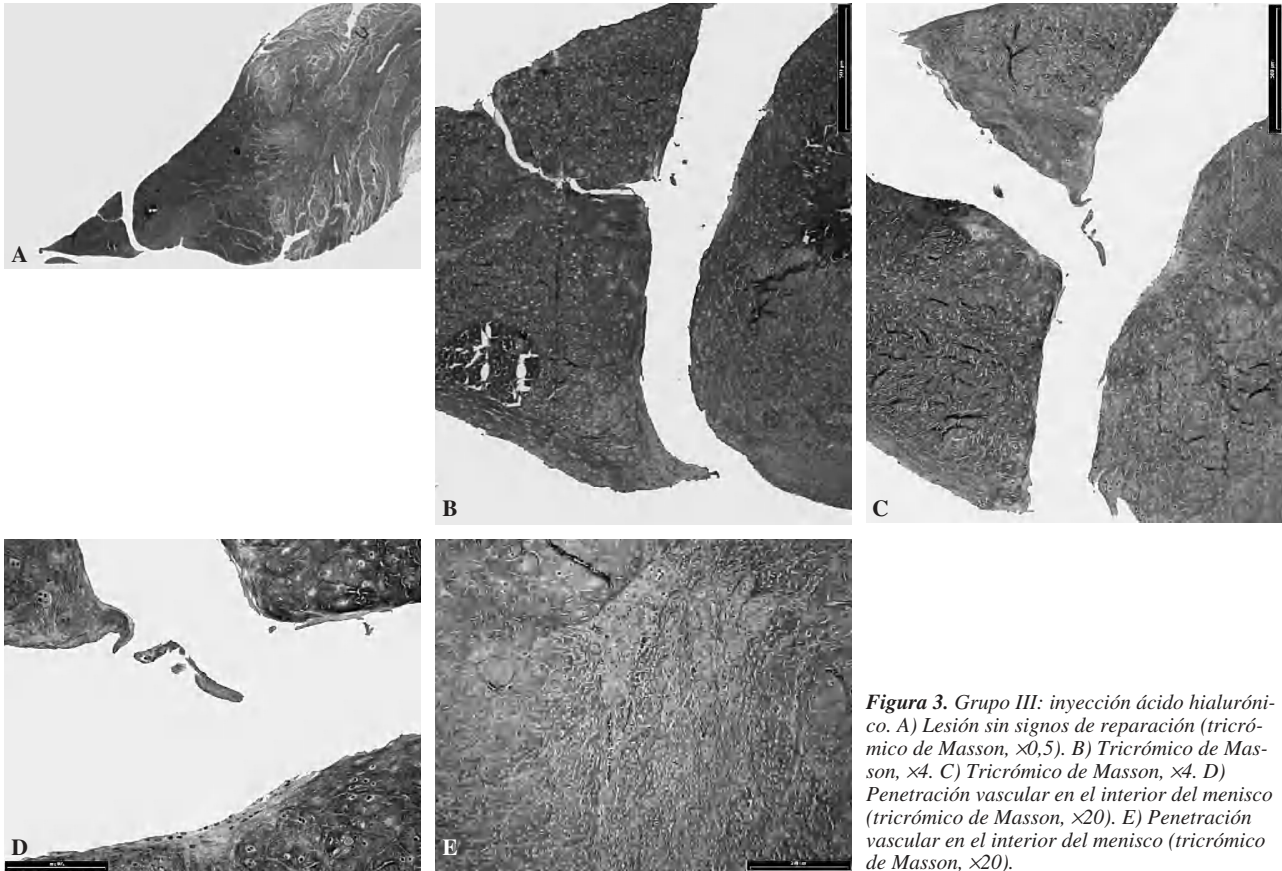 A
B
C
D
E
Figura 3. Grupo III: inyección ácido hialuróni-
co. A) Lesión sin signos de reparación (tricró-
mico de Masson, ×0,5). B) Tricrómico de Mas-
son, ×4. C) Tricrómico de Masson, ×4. D)
Penetración vascular en el interior del menisco
(tricrómico de Masson, ×20). E) Penetración
vascular en el interior del menisco (tricrómico
de Masson, ×20).